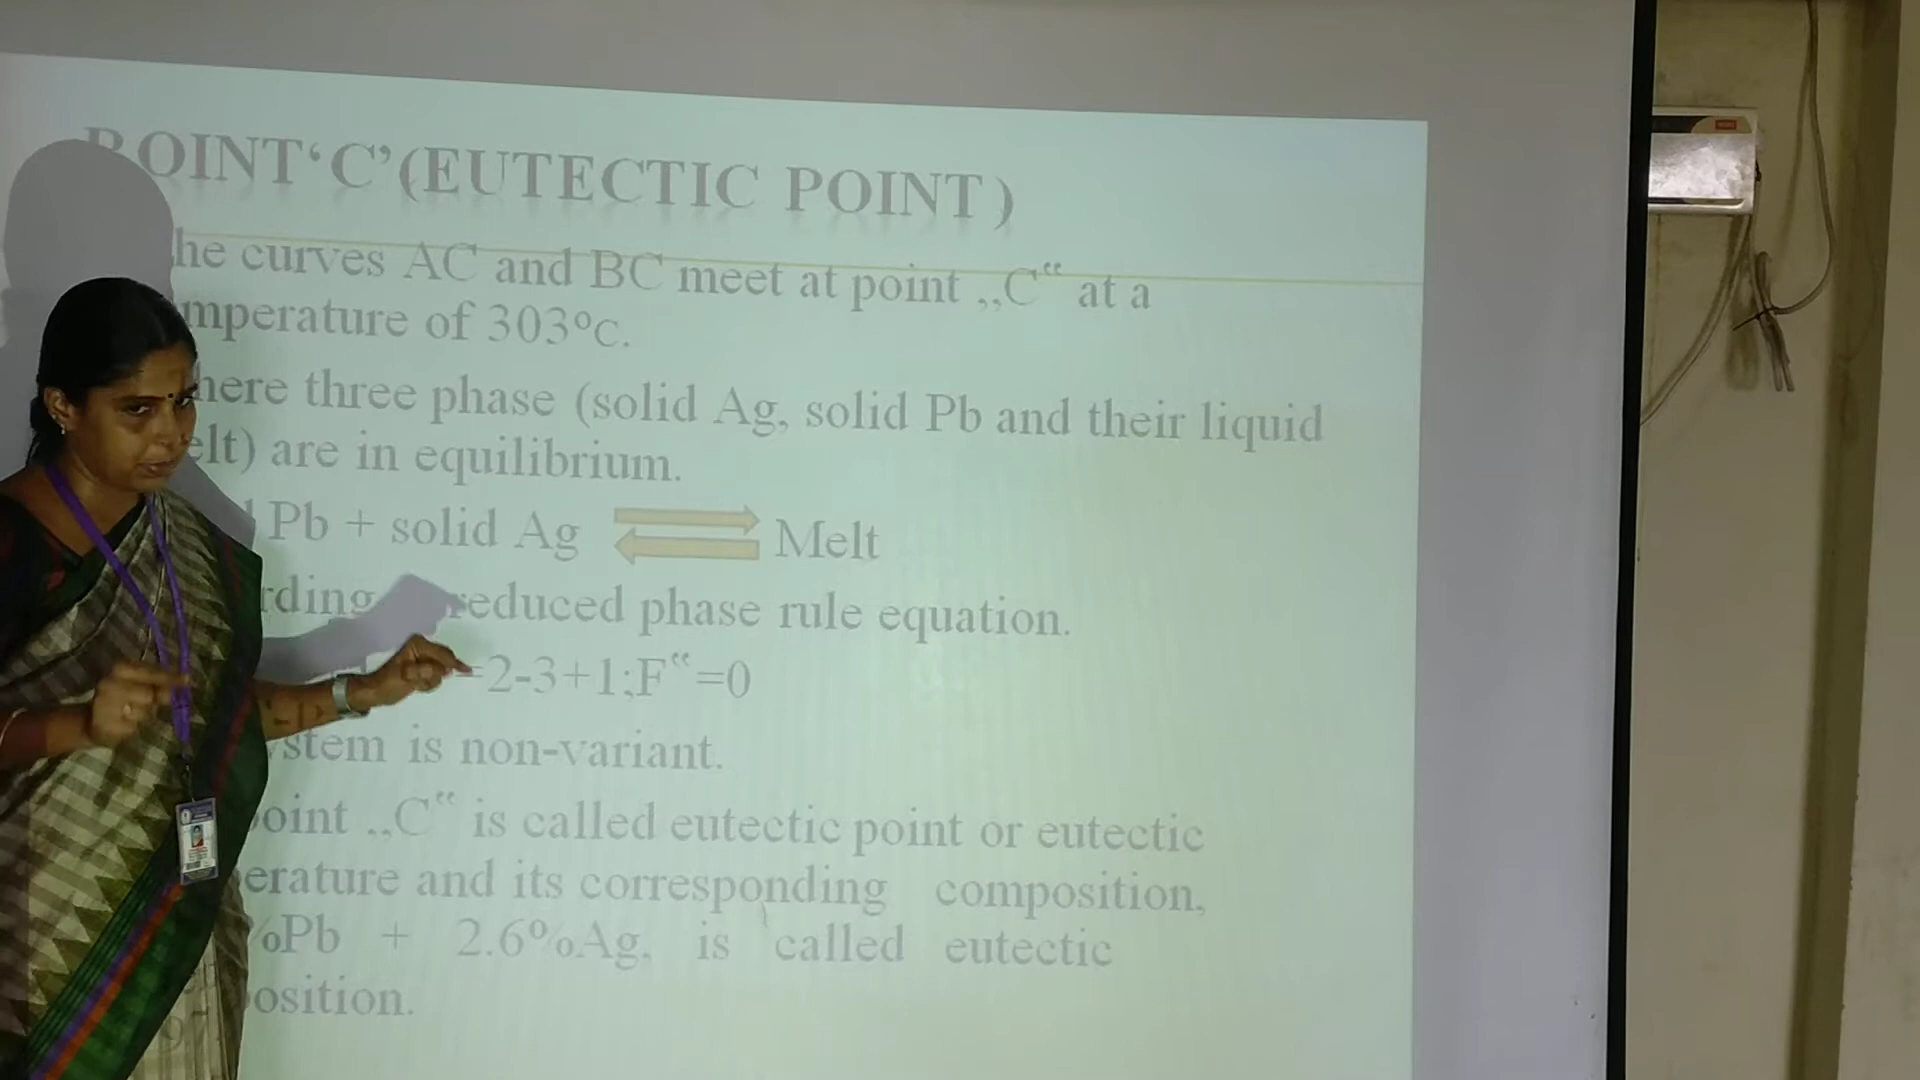 POINT‘C’(EUTECTIC POINT)
he curves AC and BC meet at point ,,C“ at a
mperature of 303°C.
here three phase (solid Ag, solid Pb and their liquid
elt) are in equilibrium.
Pb + solid Ag ⇌ Melt
rding reduced phase rule equation.
=2-3+1;F“=0
stem is non-variant.
oint ,,C“ is called eutectic point or eutectic
erature and its corresponding composition,
%Pb + 2.6%Ag. is called eutectic
osition.